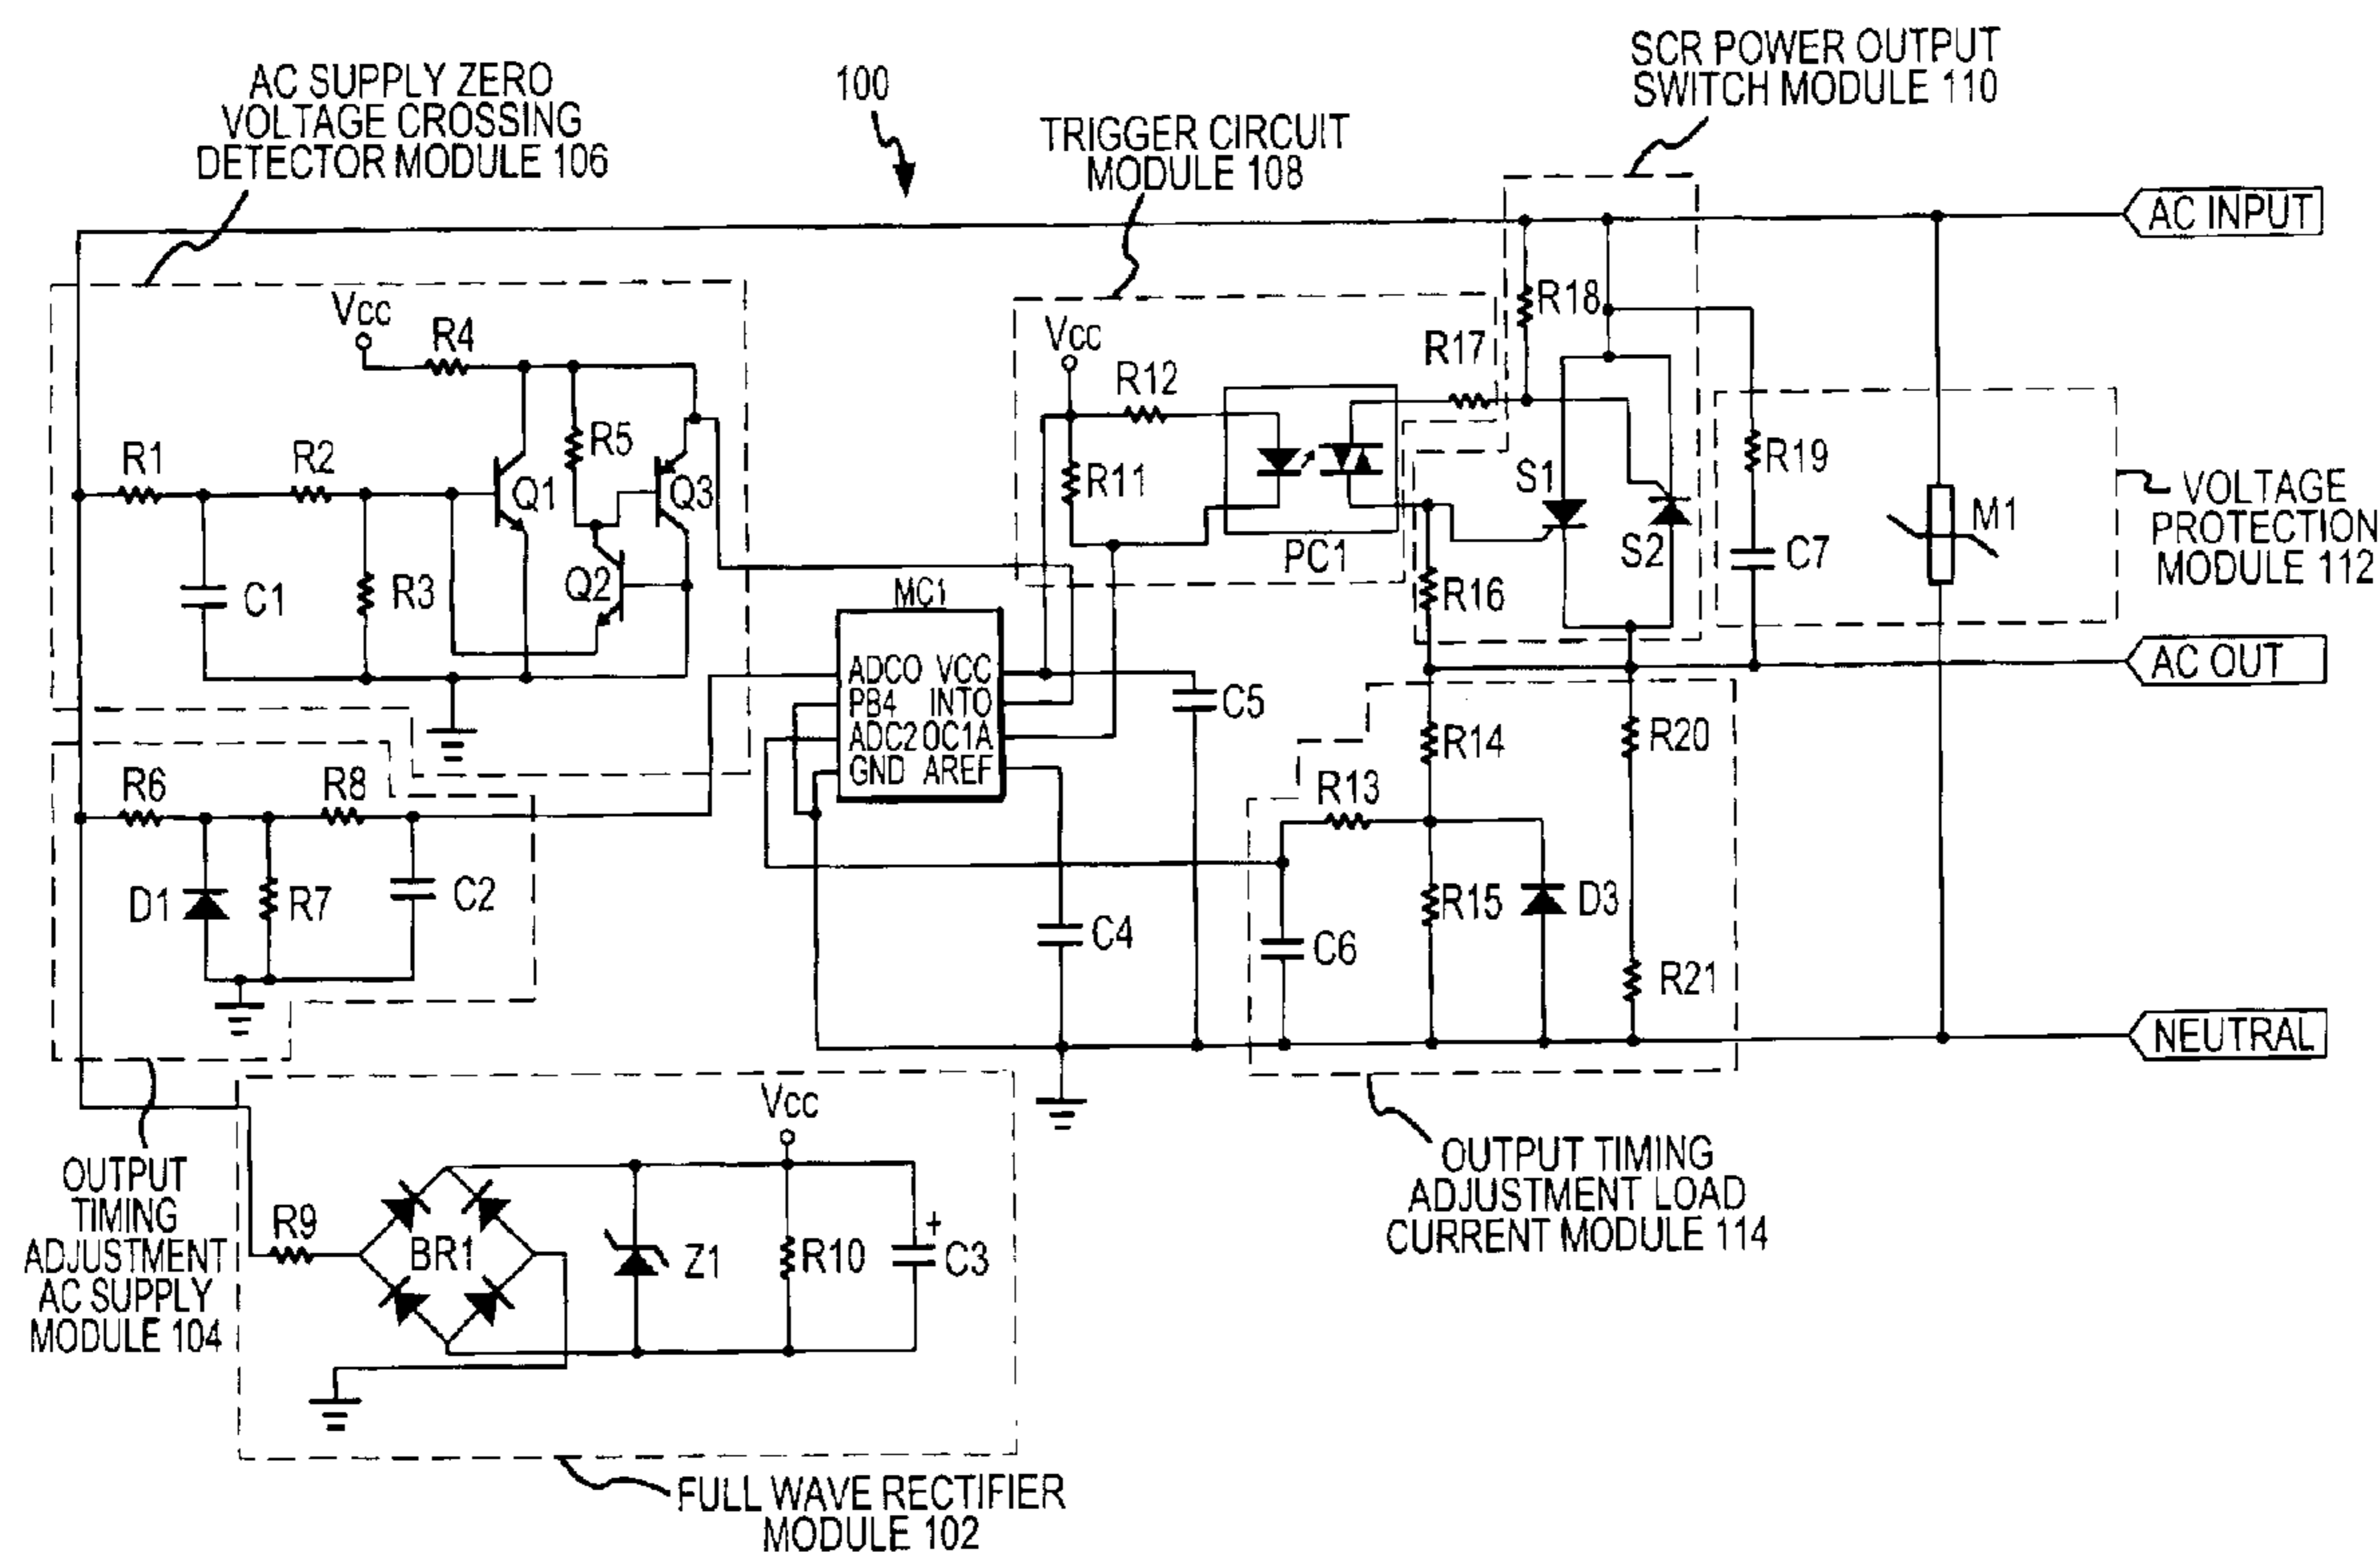 SCR POWER OUTPUT
SWITCH MODULE 110
AC SUPPLY ZERO
VOLTAGE CROSSING
DETECTOR MODULE 106
100
TRIGGER CIRCUIT
MODULE 108
AC INPUT
Vcc
R4
R1
R2
R5
Q1
Q3
C1
R3
Q2
Vcc
R12
R17
R18
R11
PC1
S1
S2
R16
R19
C7
M1
VOLTAGE
PROTECTION
MODULE 112
MC1
ADC0 VCC
PB4 INT0
ADC2 OC1A
GND AREF
C5
AC OUT
R14
R20
R13
R6
R8
D1
R7
C2
C4
C6
R15
D3
R21
NEUTRAL
OUTPUT
TIMING
ADJUSTMENT
AC SUPPLY
MODULE 104
Vcc
R9
BR1
Z1
R10
+
C3
OUTPUT TIMING
ADJUSTMENT LOAD
CURRENT MODULE 114
FULL WAVE RECTIFIER
MODULE 102